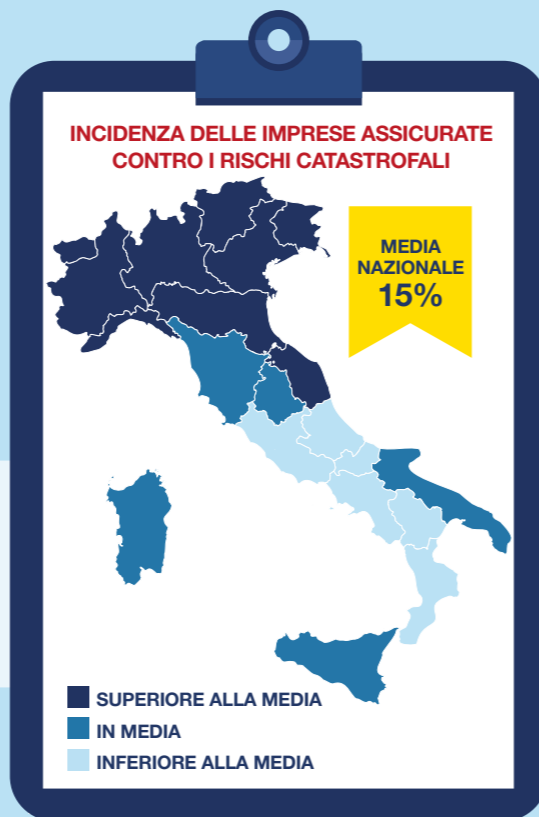 INCIDENZA DELLE IMPRESE ASSICURATE
CONTRO I RISCHI CATASTROFALI
MEDIA
NAZIONALE
15%
SUPERIORE ALLA MEDIA
IN MEDIA
INFERIORE ALLA MEDIA